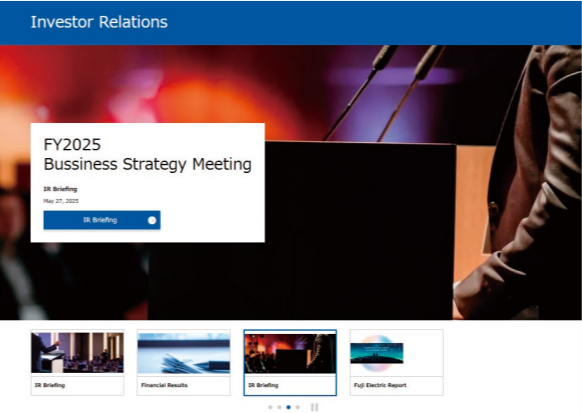 Investor Relations
FY2025
Bussiness Strategy Meeting
IR Briefing
May 27, 2025
IR Briefing
IR Briefing
Financial Results
IR Briefing
Fuji Electric Report